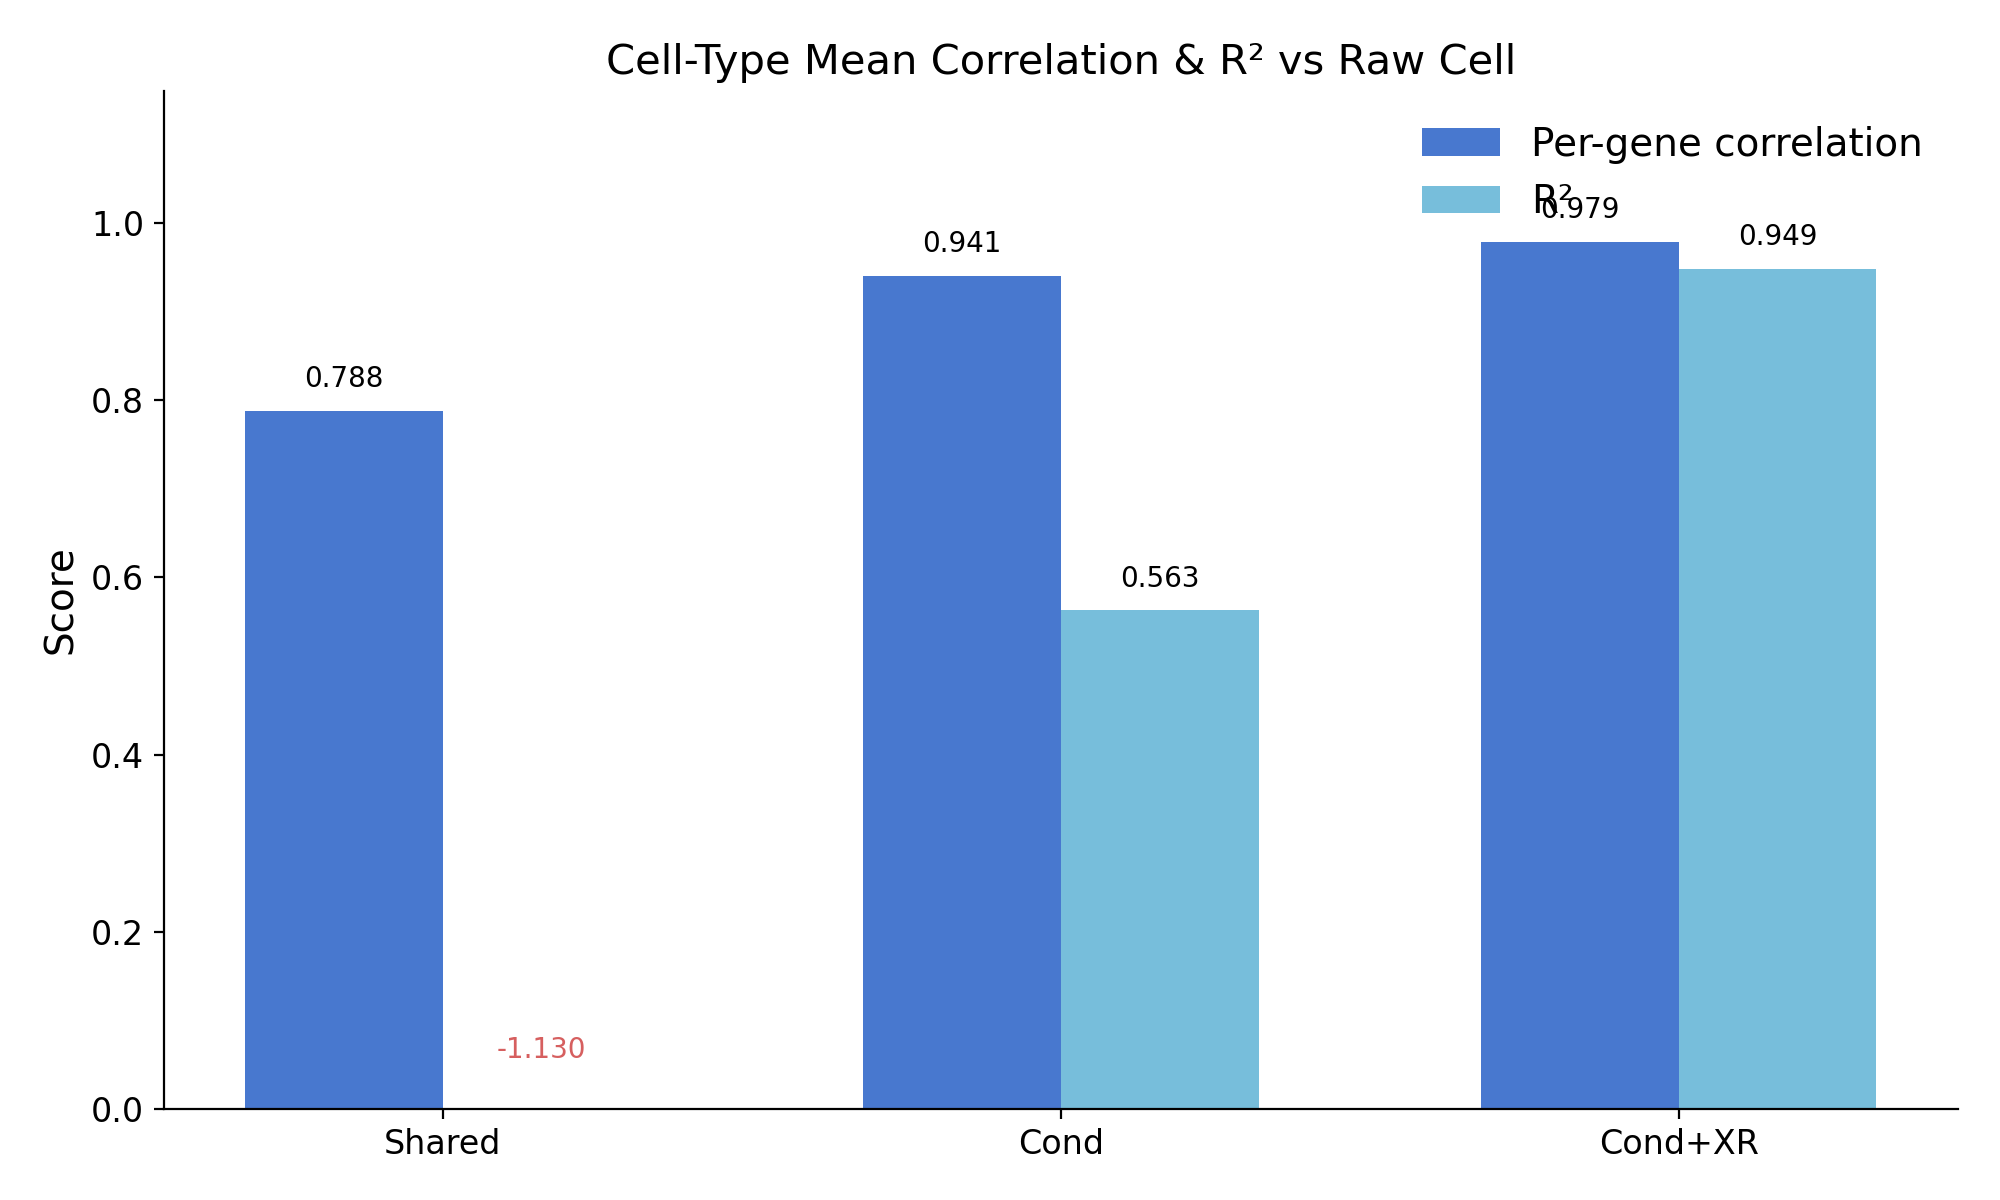 Cell-Type Mean Correlation & R² vs Raw Cell
Per-gene correlation
R²
Score
1.0
0.8
0.6
0.4
0.2
0.0
0.788
-1.130
0.941
0.563
0.979
0.949
Shared
Cond
Cond+XR